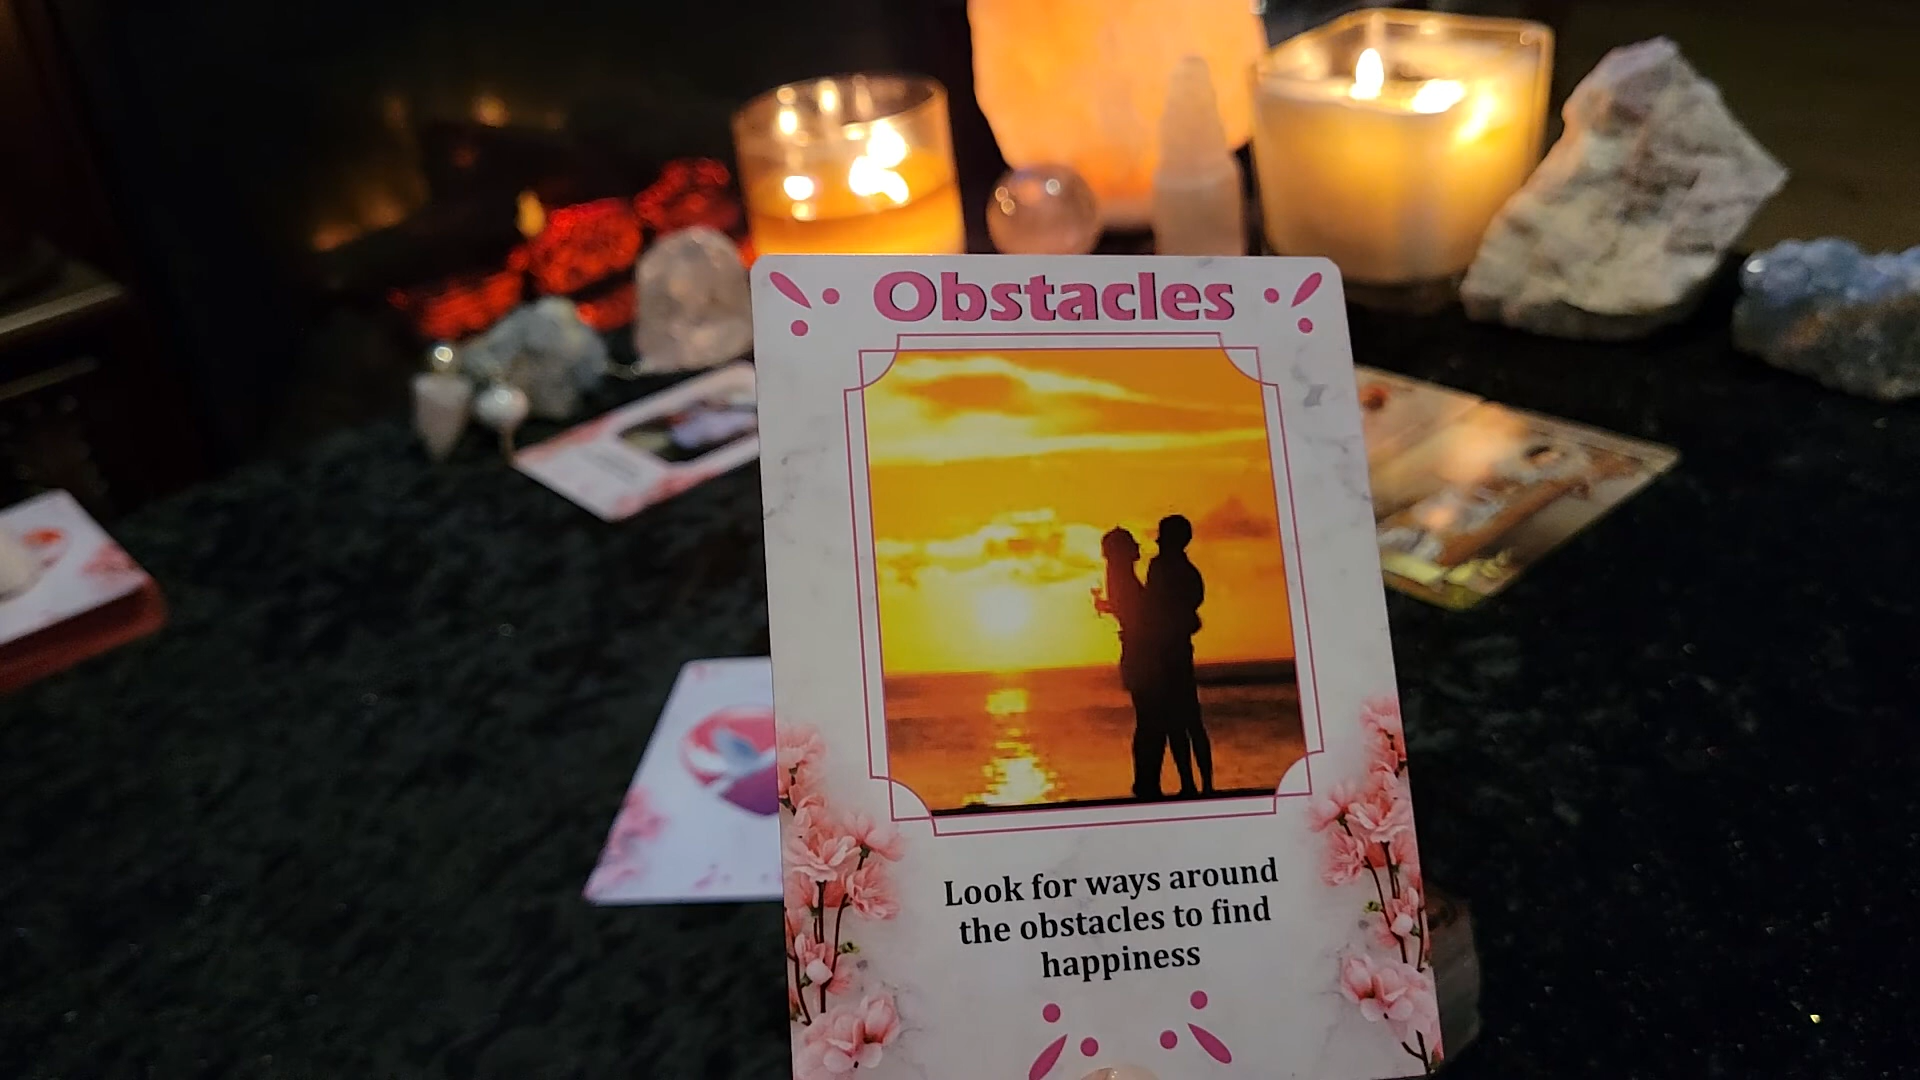 Obstacles
Look for ways around
the obstacles to find
happiness